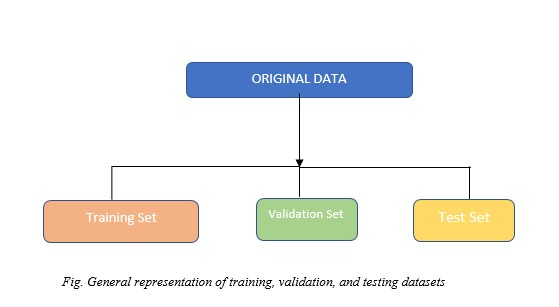 ORIGINAL DATA
Training Set
Validation Set
Test Set
Fig. General representation of training, validation, and testing datasets